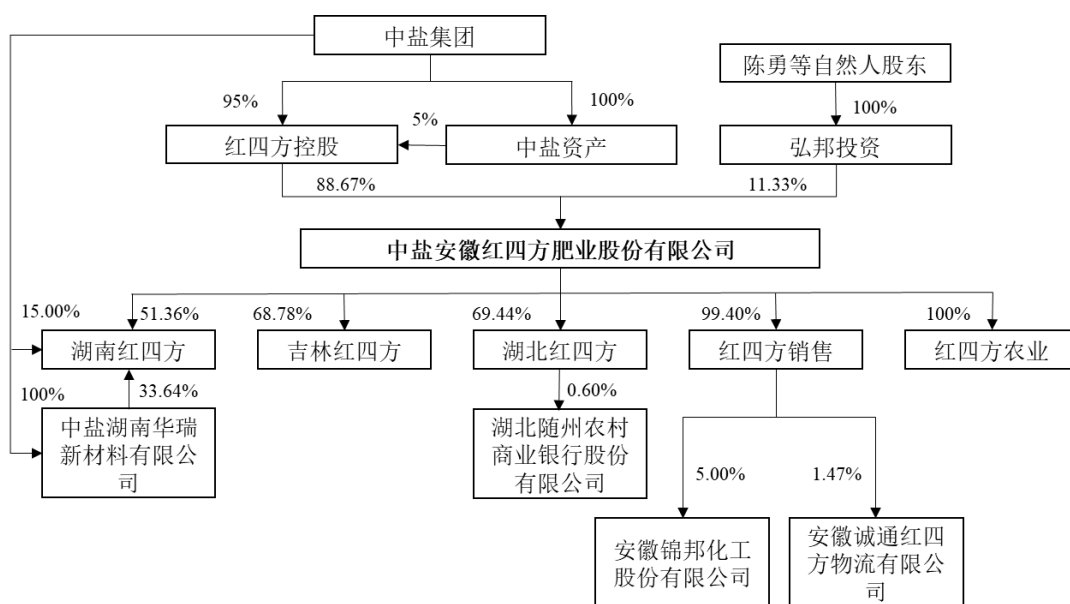 中盐集团
陈勇等自然人股东
95%
100%
100%
5%
红四方控股
中盐资产
弘邦投资
88.67%
11.33%
中盐安徽红四方肥业股份有限公司
15.00%
51.36%
68.78%
69.44%
99.40%
100%
湖南红四方
吉林红四方
湖北红四方
红四方销售
红四方农业
100%
33.64%
0.60%
中盐湖南华瑞
新材料有限公
司
湖北随州农村
商业银行股份
有限公司
5.00%
1.47%
安徽锦邦化工
股份有限公司
安徽诚通红四
方物流有限公
司